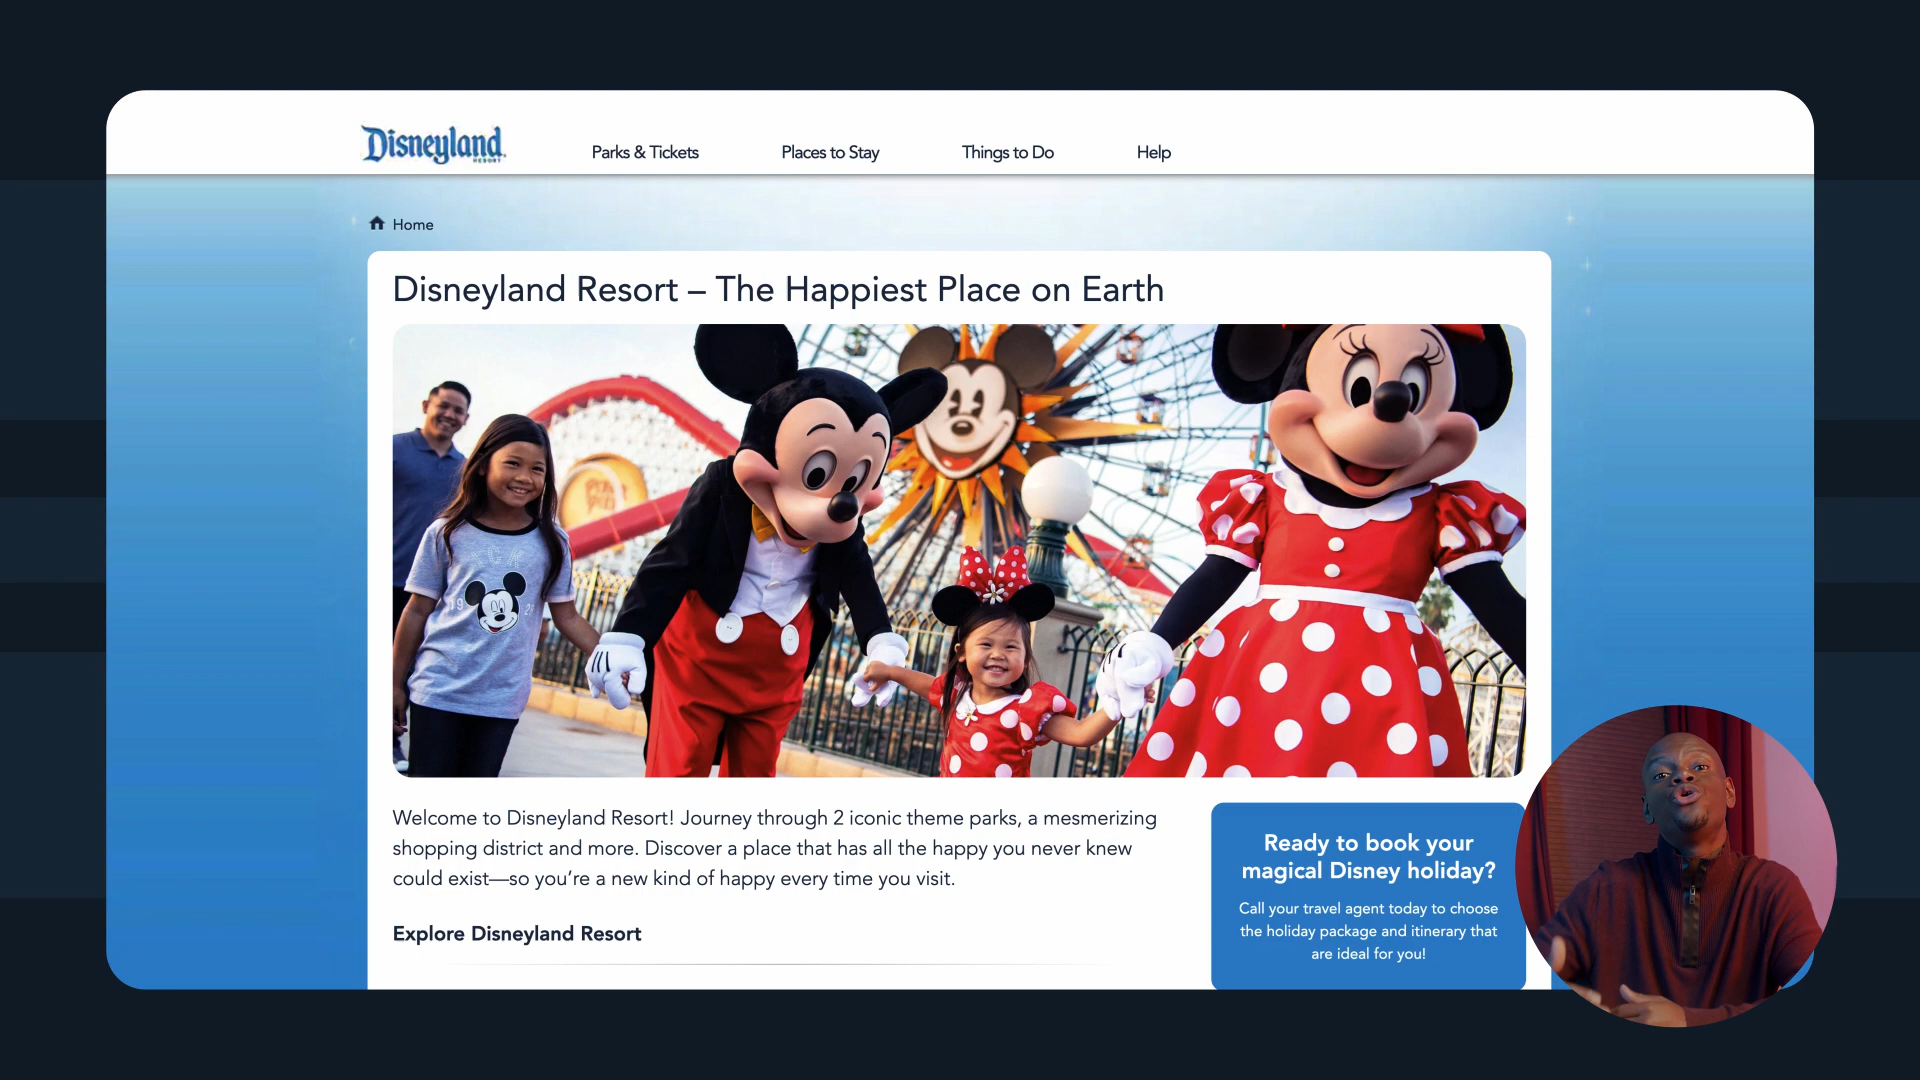 Disneyland
RESORT
Parks & Tickets
Places to Stay
Things to Do
Help
Home
Disneyland Resort – The Happiest Place on Earth
19
Welcome to Disneyland Resort! Journey through 2 iconic theme parks, a mesmerizing
shopping district and more. Discover a place that has all the happy you never knew
could exist—so you’re a new kind of happy every time you visit.
Explore Disneyland Resort
Ready to book your
magical Disney holiday?
Call your travel agent today to choose
the holiday package and itinerary that
are ideal for you!